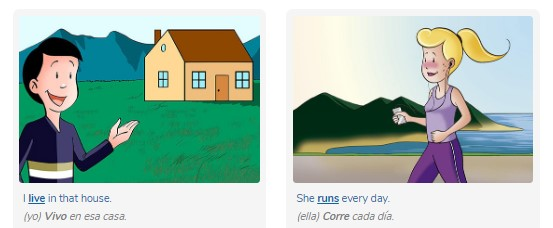 I live in that house.
(yo) Vivo en esa casa.
She runs every day.
(ella) Corre cada día.